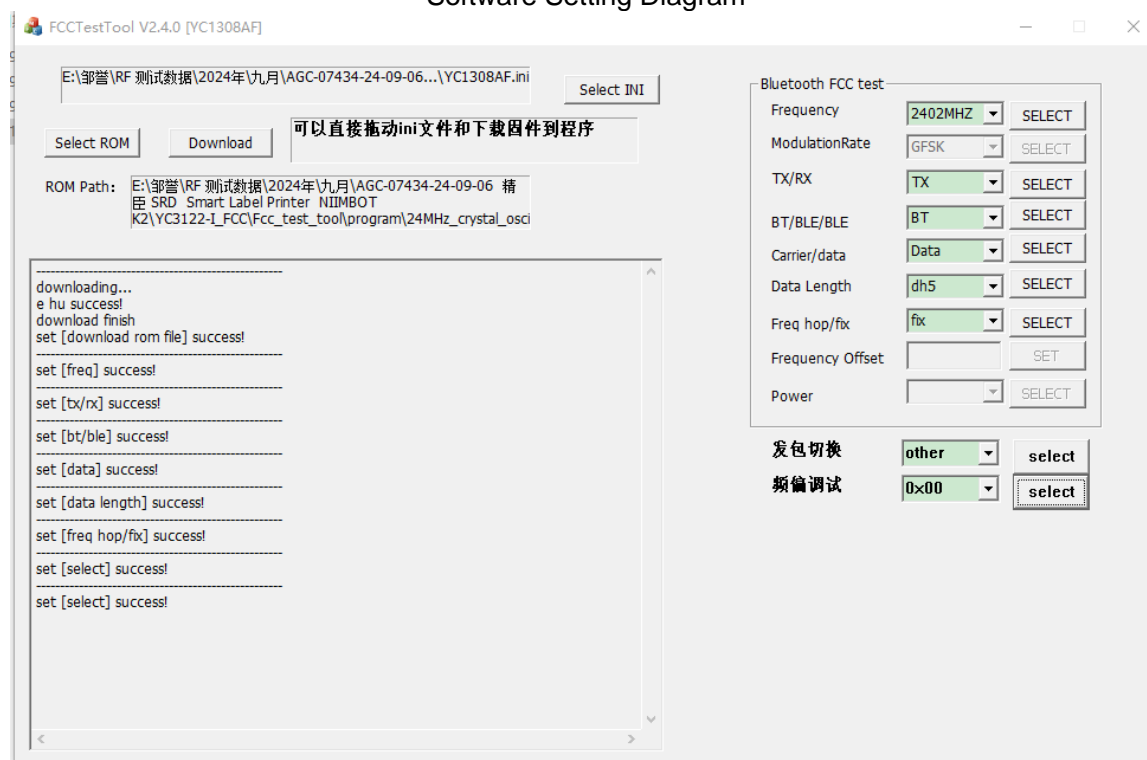 Software Setting Diagram
FCCTestTool V2.4.0 [YC1308AF]
E:\邹誉\RF 测试数据\2024年\九月\AGC-07434-24-09-06...\YC1308AF.ini
Select INI
Select ROM
Download
可以直接拖动ini文件和下载固件到程序
ROM Path:
E:\邹誉\RF 测试数据\2024年\九月\AGC-07434-24-09-06 精
臣 SRD Smart Label Printer NIIMBOT
K2\YC3122-I_FCC\Fcc_test_tool\program\24MHz_crystal_osci
--------------------------------------------------
downloading...
e hu success!
download finish
set [download rom file] success!
--------------------------------------------------
set [freq] success!
--------------------------------------------------
set [tx/rx] success!
--------------------------------------------------
set [bt/ble] success!
--------------------------------------------------
set [data] success!
--------------------------------------------------
set [data length] success!
--------------------------------------------------
set [freq hop/fix] success!
--------------------------------------------------
set [select] success!
--------------------------------------------------
set [select] success!
Bluetooth FCC test
Frequency 2402MHZ SELECT
ModulationRate GFSK SELECT
TX/RX TX SELECT
BT/BLE/BLE BT SELECT
Carrier/data Data SELECT
Data Length dh5 SELECT
Freq hop/fix fix SELECT
Frequency Offset SET
Power SELECT
发包切换 other select
频偏调试 0x00 select